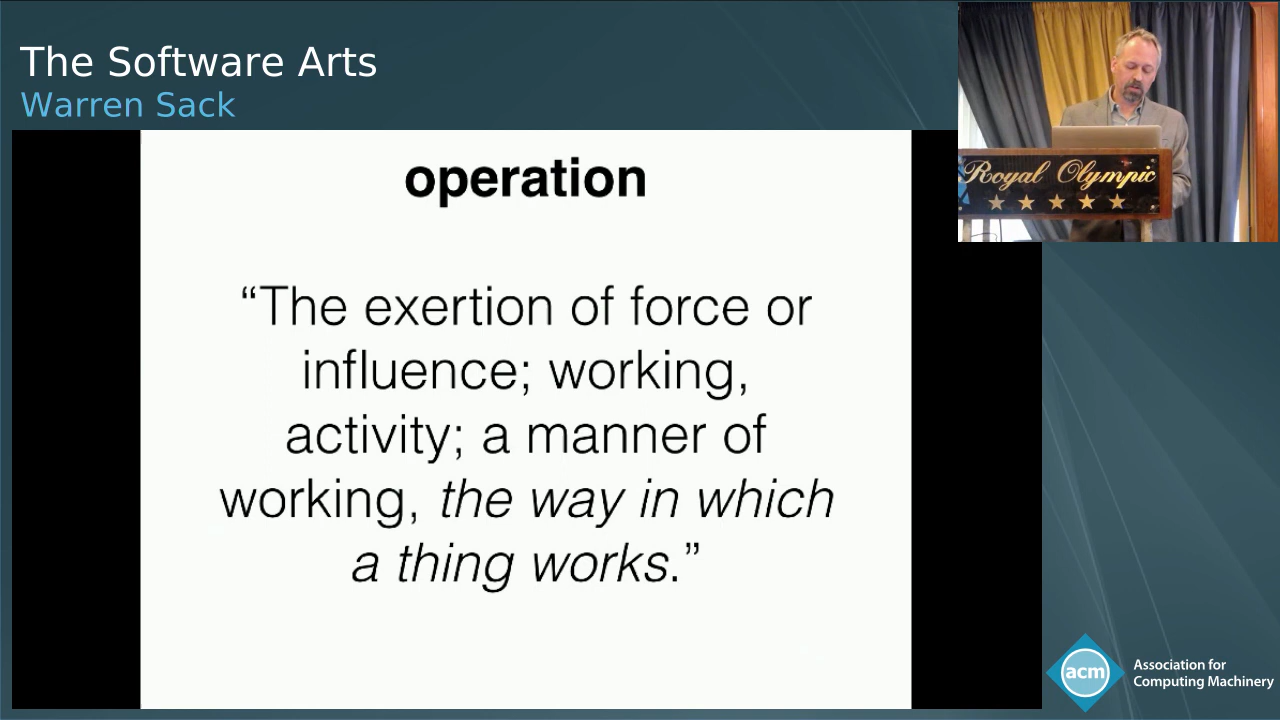 The Software Arts
Warren Sack
operation
“The exertion of force or
influence; working,
activity; a manner of
working, the way in which
a thing works.”
Royal Olympic
acm
Association for
Computing Machinery